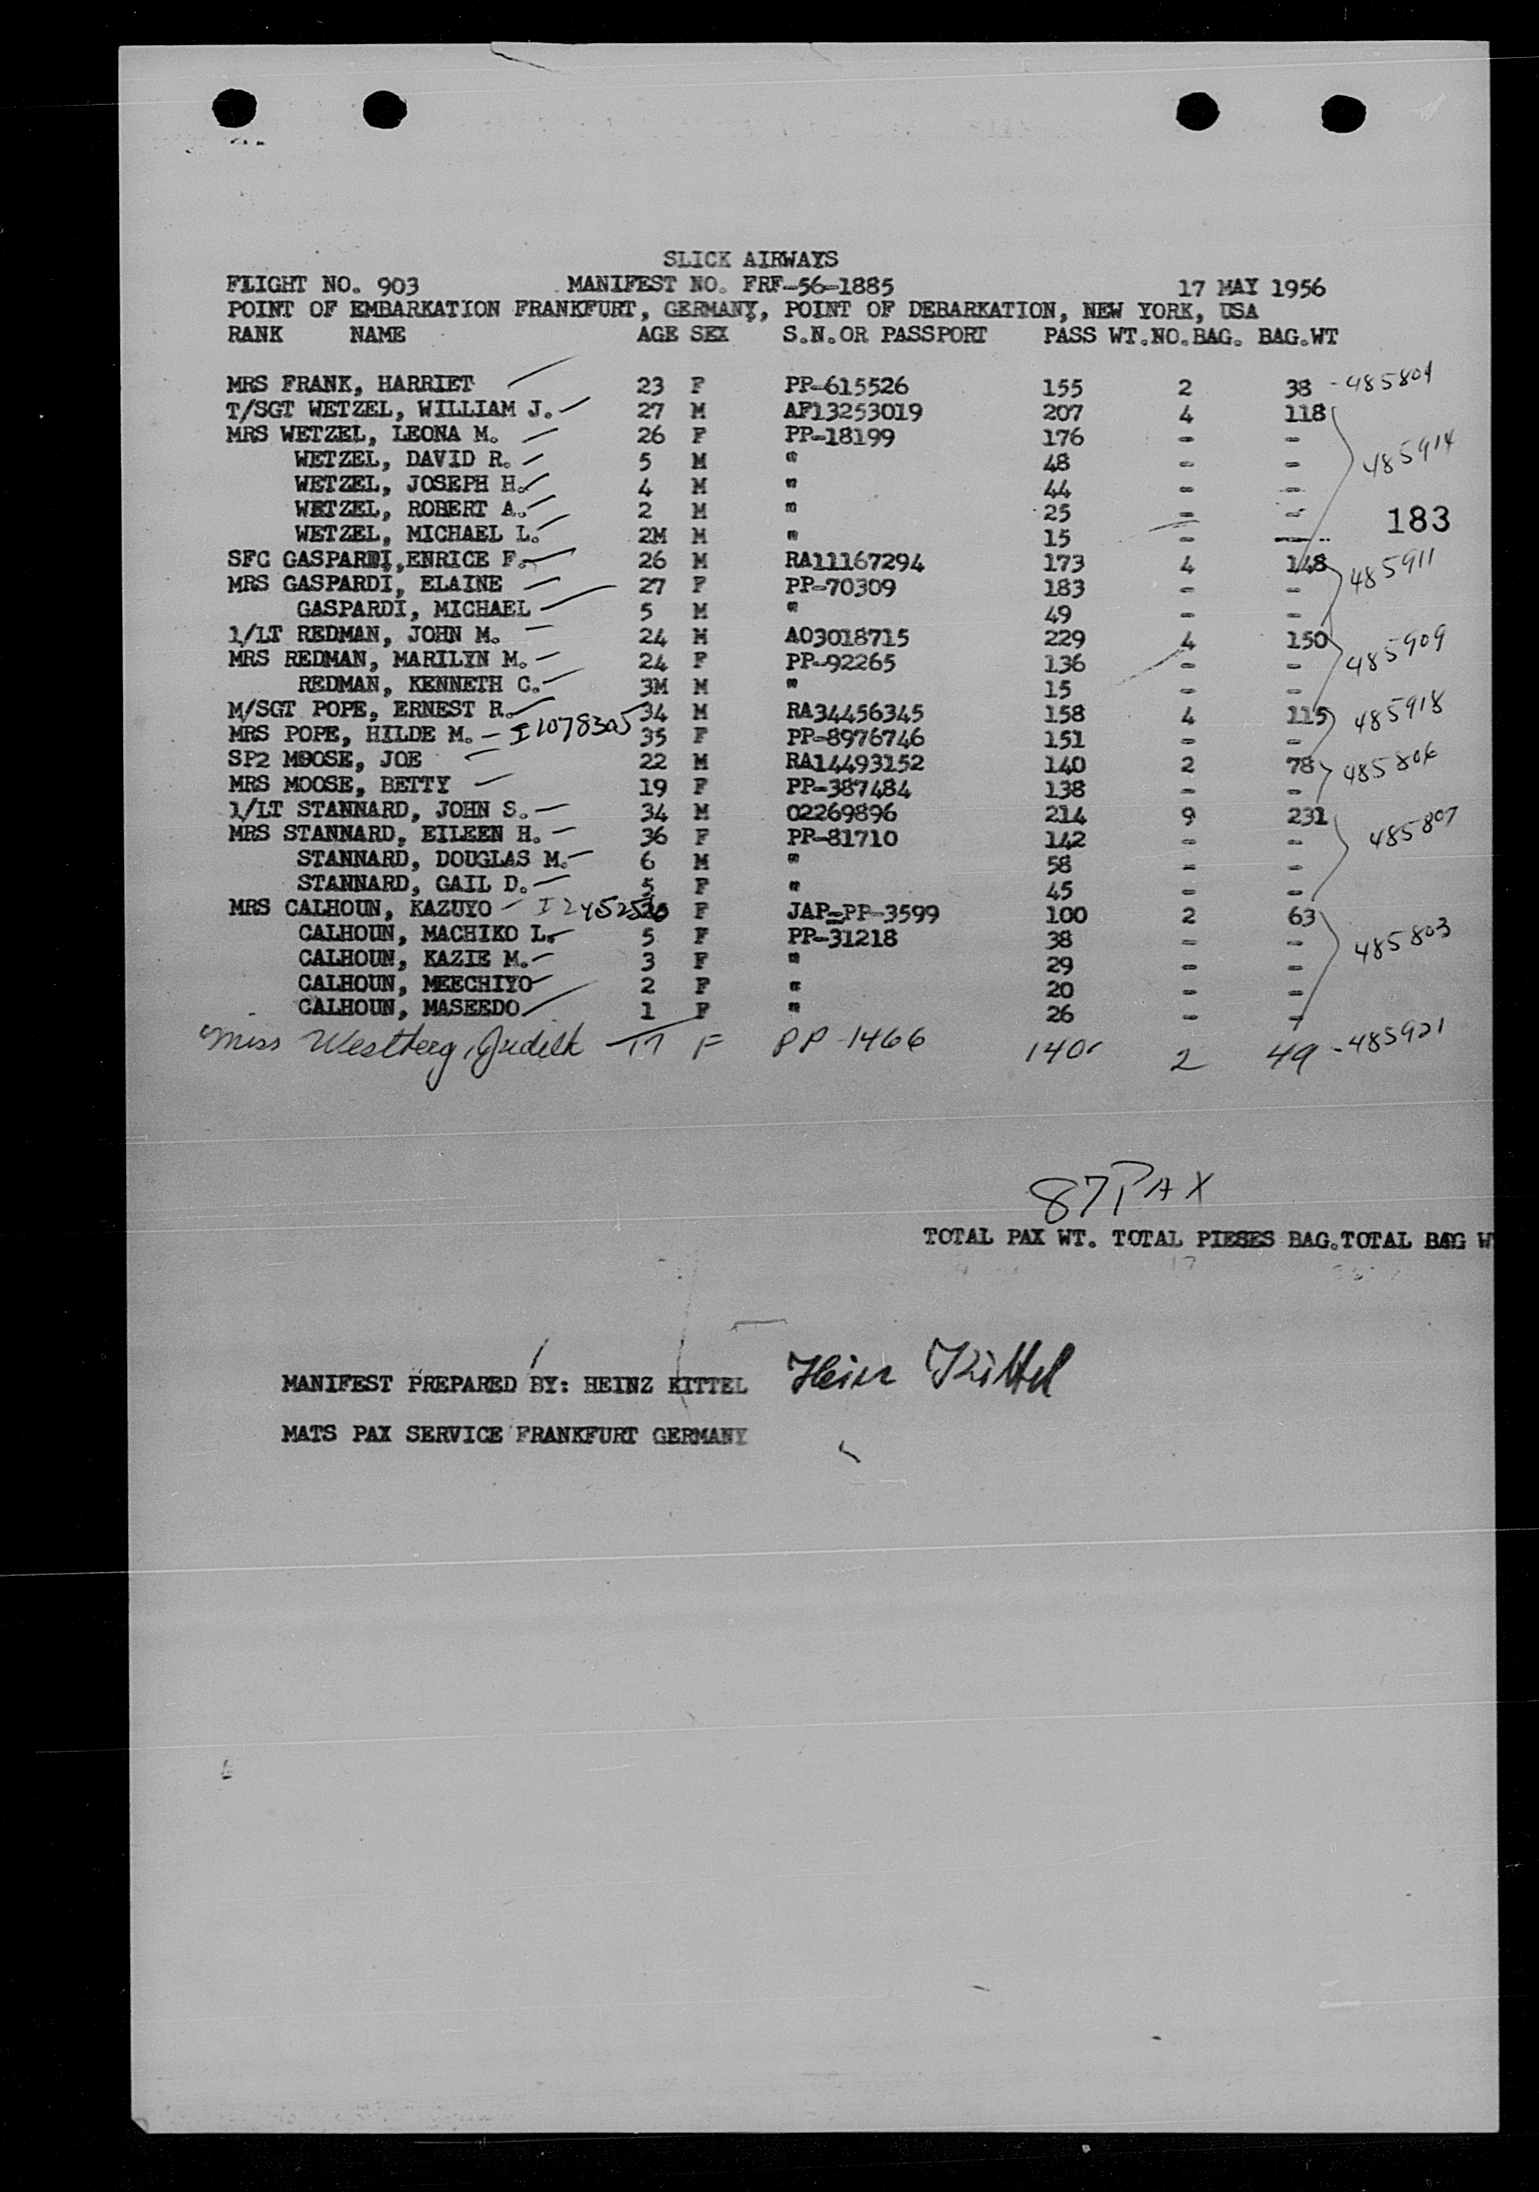 SLICK AIRWAYS
FLIGHT NO. 903 MANIFEST NO. FRF-56-1885 17 MAY 1956
POINT OF EMBARKATION FRANKFURT, GERMANY, POINT OF DEBARKATION, NEW YORK, USA
RANK NAME AGE SEX S.N.OR PASSPORT PASS WT.NO.BAG. BAG.WT
MRS FRANK, HARRIET 23 F PP-615526 155 2 38 -485804
T/SGT WETZEL, WILLIAM J. 27 M AF13253019 207 4 118
MRS WETZEL, LEONA M. 26 F PP-18199 176 - -
WETZEL, DAVID R. 5 M " 48 - - 485914
WETZEL, JOSEPH H. 4 M " 44 - -
WETZEL, ROBERT A. 2 M " 25 - - 183
WETZEL, MICHAEL L. 2M M " 15 - -
SFC GASPARDI, ENRICE F. 26 M RA11167294 173 4 148 485911
MRS GASPARDI, ELAINE 27 F PP-70309 183 - -
GASPARDI, MICHAEL 5 M " 49 - -
1/LT REDMAN, JOHN M. 24 M AO3018715 229 4 150 485909
MRS REDMAN, MARILYN M. 24 F PP-92265 136 - -
REDMAN, KENNETH C. 3M M " 15 - -
M/SGT POPE, ERNEST R. 34 M RA34456345 158 4 115 485918
MRS POPE, HILDE M. - I1078305 35 F PP-8976746 151 - -
SP2 MOOSE, JOE 22 M RA14493152 140 2 78 485806
MRS MOOSE, BETTY 19 F PP-387484 138 - -
1/LT STANNARD, JOHN S. 34 M 02269896 214 9 231 485807
MRS STANNARD, EILEEN H. 36 F PP-81710 142 - -
STANNARD, DOUGLAS M. 6 M " 58 - -
STANNARD, GAIL D. 5 F " 45 - -
MRS CALHOUN, KAZUYO F JAP-PP-3599 100 2 63
CALHOUN, MACHIKO L. 5 F PP-31218 38 - - 485803
CALHOUN, KAZIE M. 3 F " 29 - -
CALHOUN, MEECHIYO 2 F " 20 - -
CALHOUN, MASEEDO 1 F " 26 - -
Miss Westberg, Judith 17 F PP-1466 140 2 49 -485921
87 PAX
TOTAL PAX WT. TOTAL PIESES BAG.TOTAL BAG W
MANIFEST PREPARED BY: HEINZ KITTEL Heinz Kittel
MATS PAX SERVICE FRANKFURT GERMANY